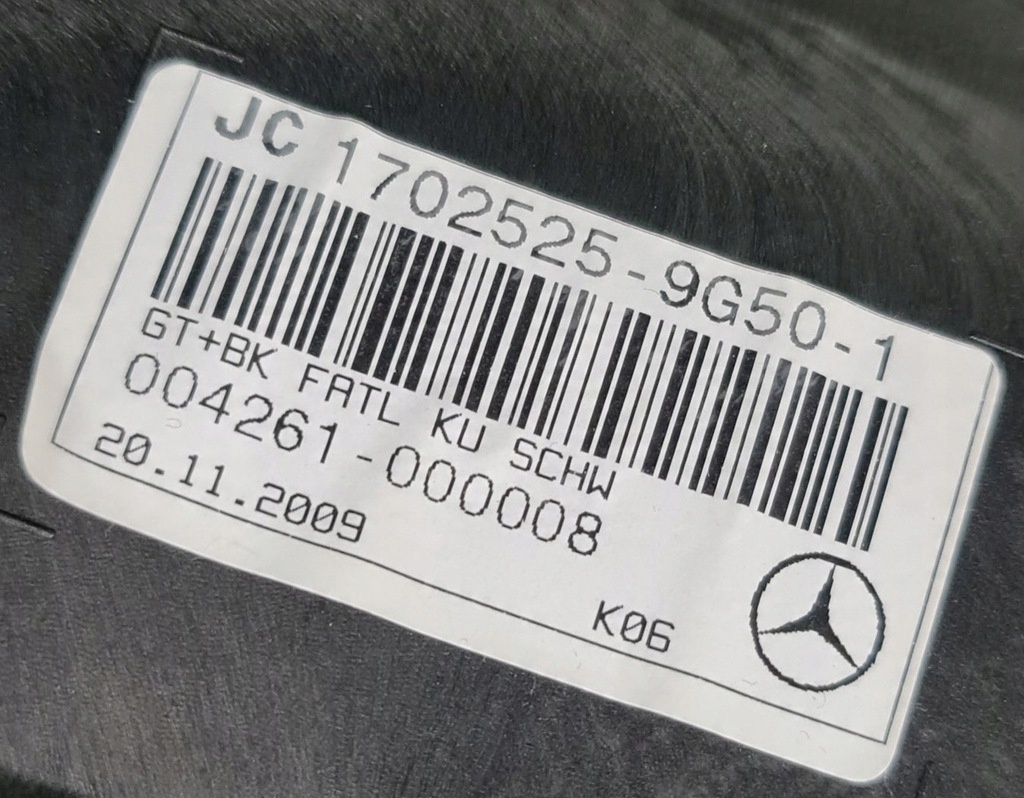 JC 1702525-9G50-1
GT+BK FATL KU SCHW
004261-000008
20.11.2009
K06